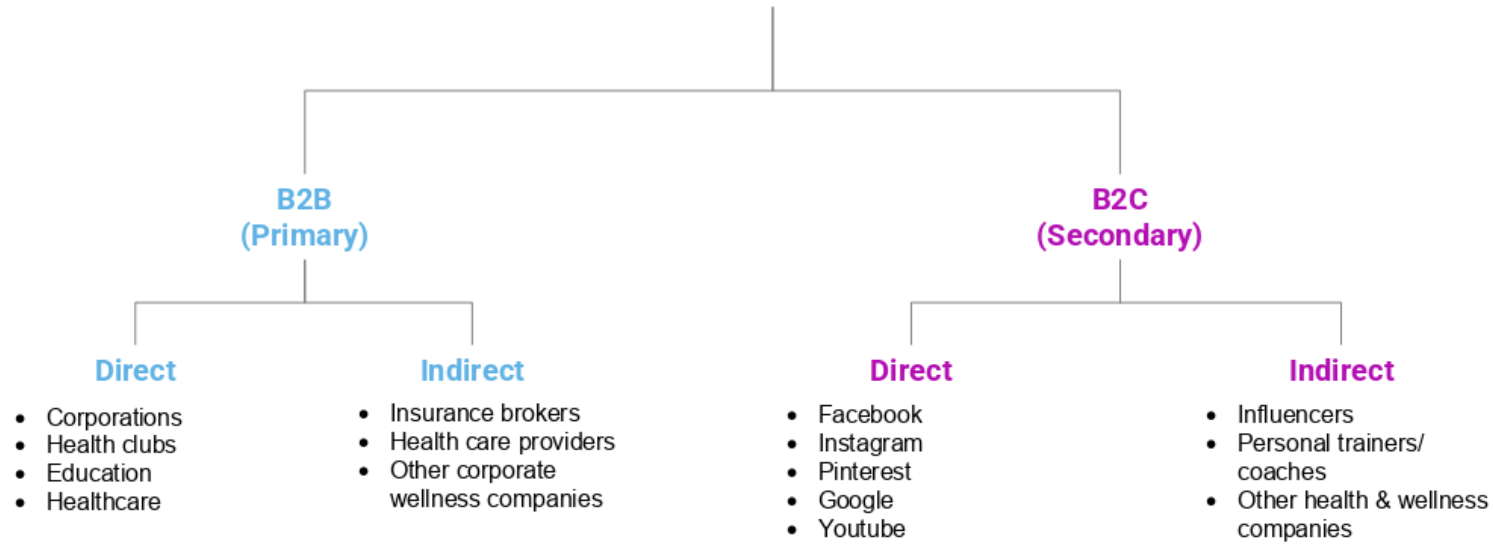 B2B
(Primary)
B2C
(Secondary)
Direct
• Corporations
• Health clubs
• Education
• Healthcare
Indirect
• Insurance brokers
• Health care providers
• Other corporate
wellness companies
Direct
• Facebook
• Instagram
• Pinterest
• Google
• Youtube
Indirect
• Influencers
• Personal trainers/
coaches
• Other health & wellness
companies